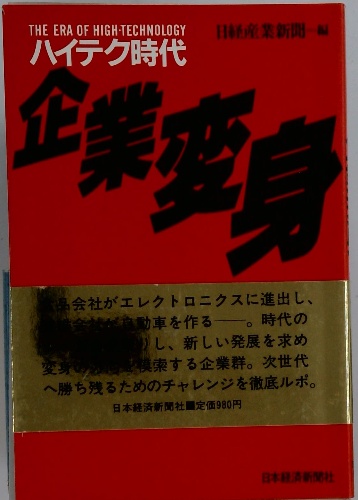 THE ERA OF HIGH-TECHNOLOGY
ハイテク時代
日経産業新聞―編
企業変身
品会社がエレクトロニクスに進出し、
動車を作る――。時代の
し、新しい発展を求め
変身 模索する企業群。次世代
へ勝ち残るためのチャレンジを徹底ルポ。
日本経済新聞社■定価980円
日本経済新聞社